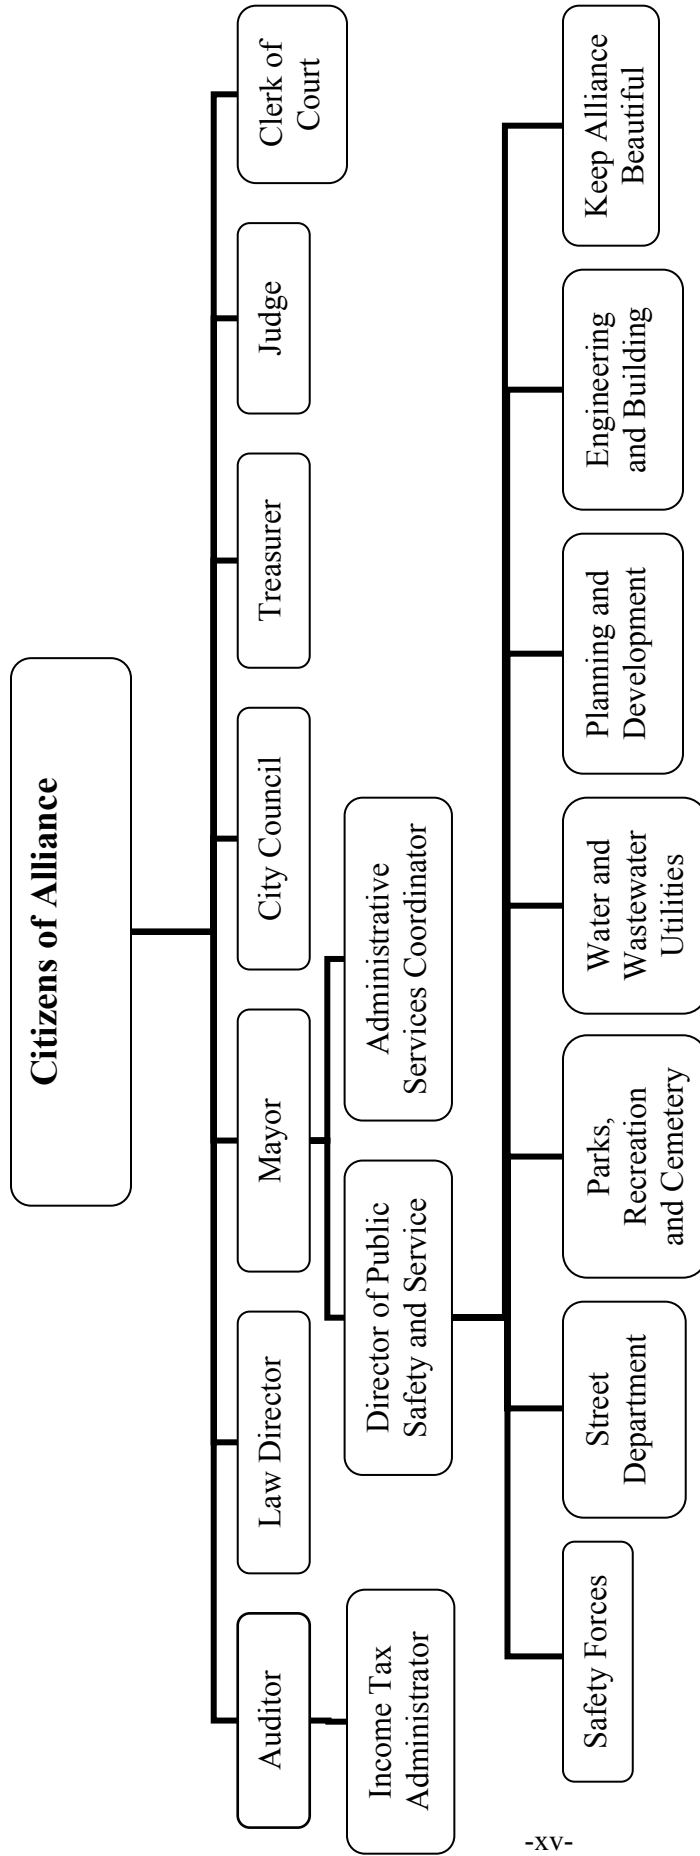 Citizens of Alliance
Auditor
Law Director
Mayor
City Council
Treasurer
Judge
Clerk of
Court
Income Tax
Administrator
Director of Public
Safety and Service
Administrative
Services Coordinator
Safety Forces
Street
Department
Parks,
Recreation
and Cemetery
Water and
Wastewater
Utilities
Planning and
Development
Engineering
and Building
Keep Alliance
Beautiful
-xv-